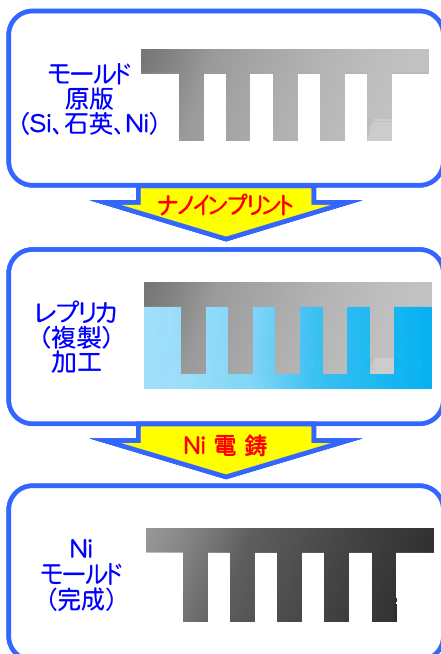 モールド
原版
(Si、石英、Ni)
ナノインプリント
レプリカ
(複製)
加工
Ni 電 鋳
Ni
モールド
(完成)